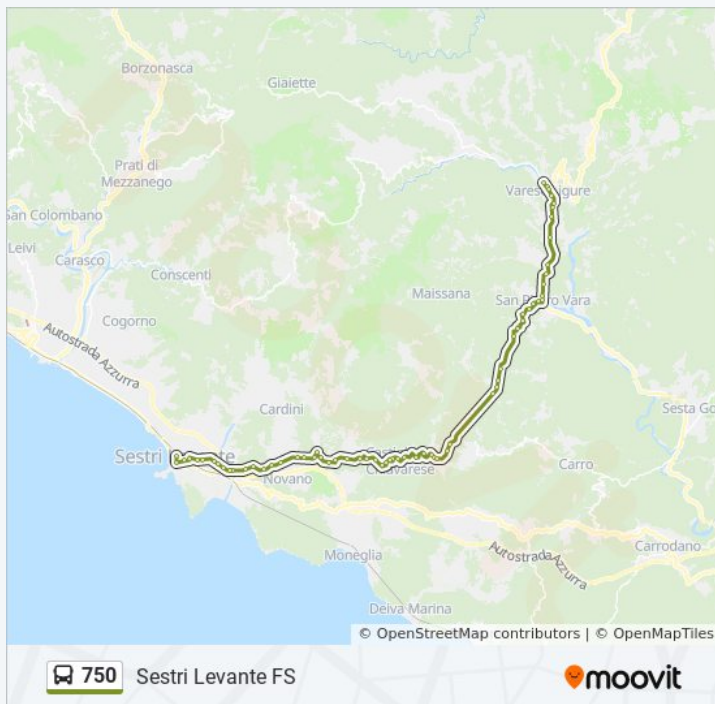 Borzonasca
Giaiette
Prati di
Mezzanego
Varese Ligure
San Colombano
Leivi
Carasco
Conscenti
Maissana
San Pietro Vara
Cogorno
Autostrada Azzurra
Cardini
Sesta Go
Sestri Levante
Castiglione
Chiavarese
Novano
Carro
Moneglia
Autostrada Azzurra
Carrodano
Deiva Marina
© OpenStreetMap contributors | © OpenMapTiles
750 Sestri Levante FS
moovit